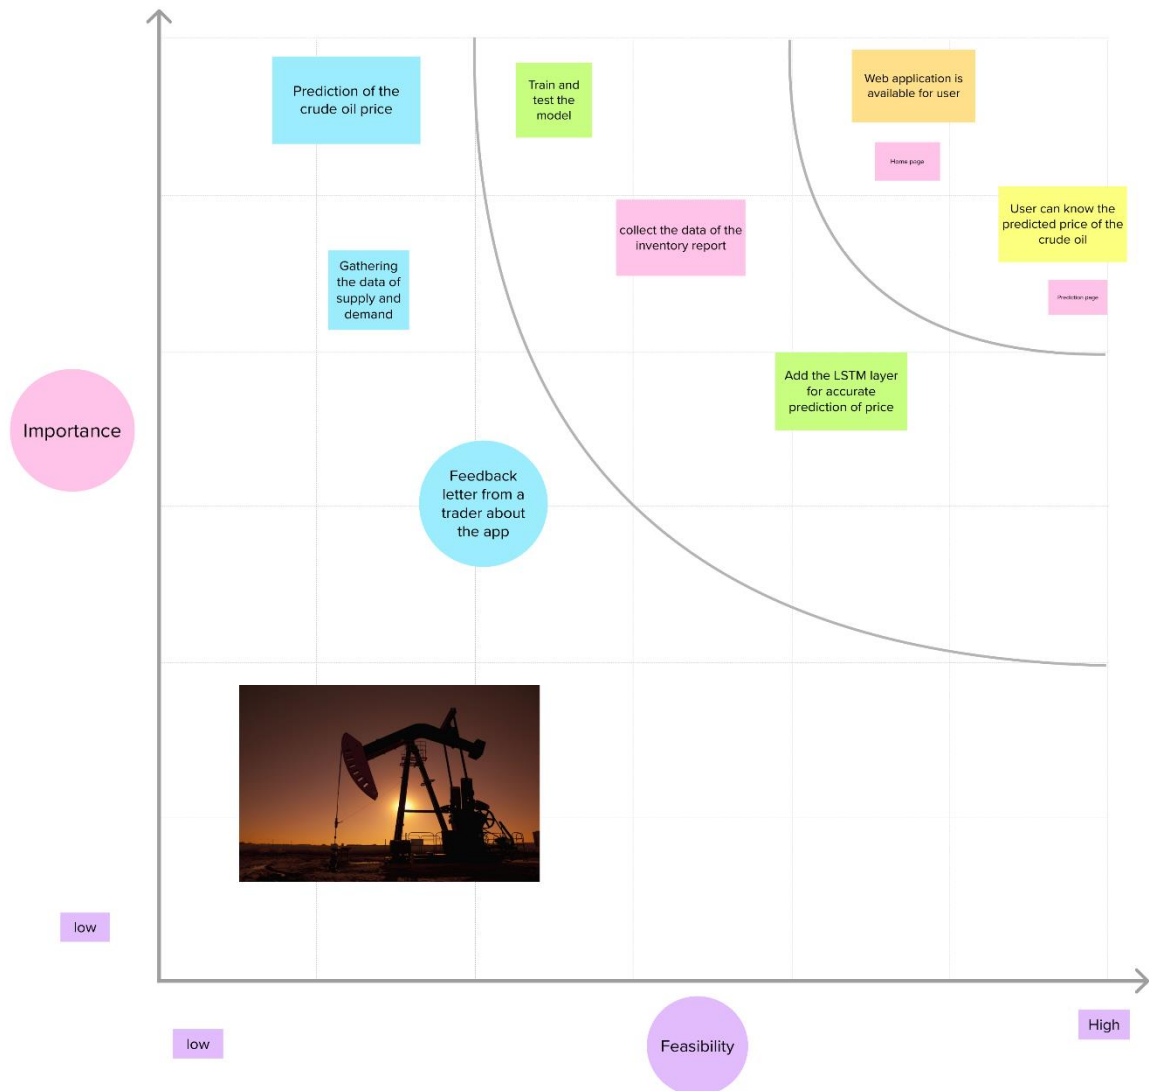 Prediction of the
crude oil price
Train and
test the
model
Web application is
available for user
Home page
User can know the
predicted price of the
crude oil
collect the data of the
inventory report
Gathering
the data of
supply and
demand
Prediction page
Add the LSTM layer
for accurate
prediction of price
Importance
Feedback
letter from a
trader about
the app
low
low
Feasibility
High